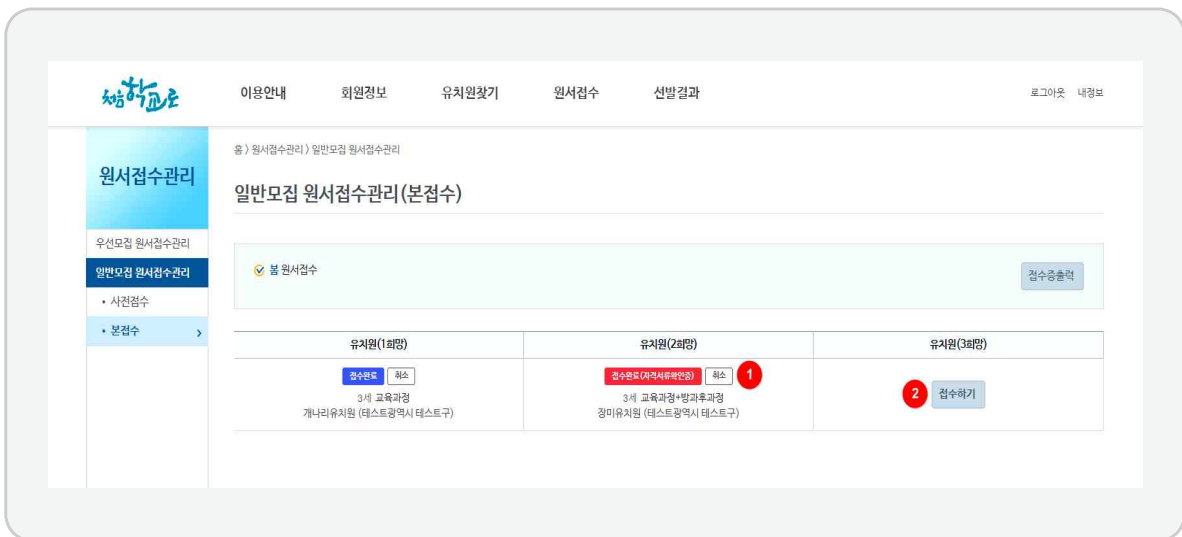 처음학교로
이용안내 회원정보 유치원찾기 원서접수 선발결과 로그아웃 내정보
원서접수관리
우선모집 원서접수관리
일반모집 원서접수관리
• 사전접수
• 본접수 >
홈 > 원서접수관리 > 일반모집 원서접수관리
일반모집 원서접수관리(본접수)
봄 원서접수 접수증출력
유치원(1희망) 유치원(2희망) 유치원(3희망)
접수완료 취소 접수완료(자격서류확인중) 취소 1 2 접수하기
3세 교육과정 3세 교육과정+방과후과정
개나리유치원 (테스트광역시 테스트구) 장미유치원 (테스트광역시 테스트구)